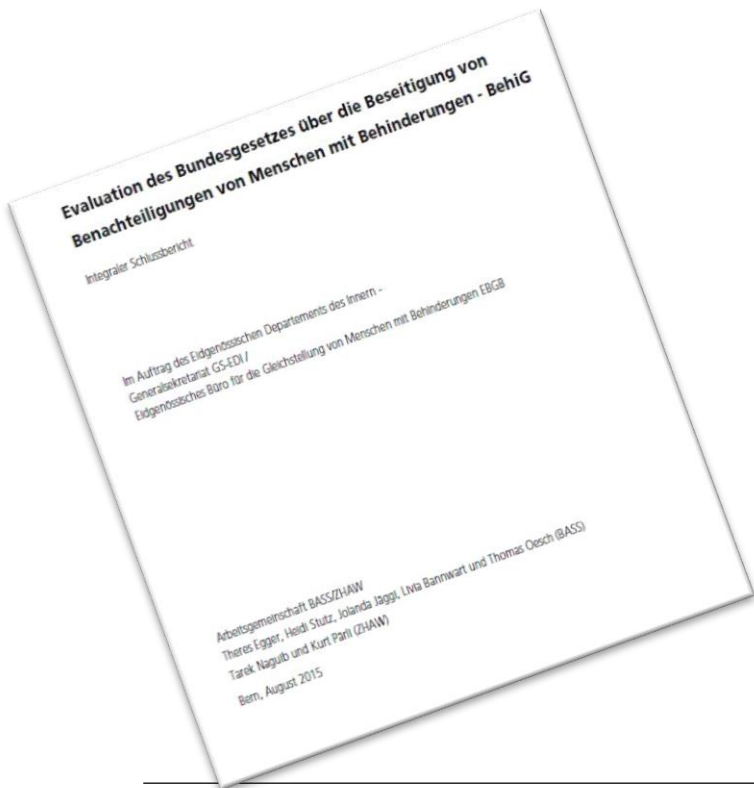 Evaluation des Bundesgesetzes über die Beseitigung von
Benachteiligungen von Menschen mit Behinderungen - BehiG
Integraler Schlussbericht
Im Auftrag des Eidgenössischen Departements des Innern -
Generalsekretariat GS-EDI /
Eidgenössisches Büro für die Gleichstellung von Menschen mit Behinderungen EBGB
Arbeitsgemeinschaft BASS/ZHAW
Theres Egger, Heidi Stutz, Jolanda Jäggi, Livia Bannwart und Thomas Oesch (BASS)
Tarek Naguib und Kurt Pärli (ZHAW)
Bern, August 2015